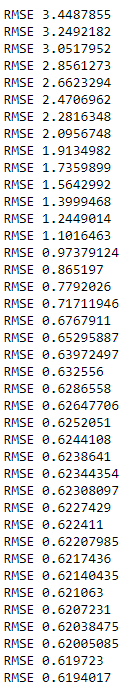 RMSE 3.4487855
RMSE 3.2492182
RMSE 3.0517952
RMSE 2.8561273
RMSE 2.6623294
RMSE 2.4706962
RMSE 2.2816348
RMSE 2.0956748
RMSE 1.9134982
RMSE 1.7359899
RMSE 1.5642992
RMSE 1.3999468
RMSE 1.2449014
RMSE 1.1016463
RMSE 0.97379124
RMSE 0.865197
RMSE 0.7792026
RMSE 0.71711946
RMSE 0.6767911
RMSE 0.65295887
RMSE 0.63972497
RMSE 0.632556
RMSE 0.6286558
RMSE 0.62647706
RMSE 0.6252051
RMSE 0.6244108
RMSE 0.6238641
RMSE 0.62344354
RMSE 0.62308097
RMSE 0.6227429
RMSE 0.622411
RMSE 0.62207985
RMSE 0.6217436
RMSE 0.62140435
RMSE 0.621063
RMSE 0.6207231
RMSE 0.62038475
RMSE 0.62005085
RMSE 0.619723
RMSE 0.6194017